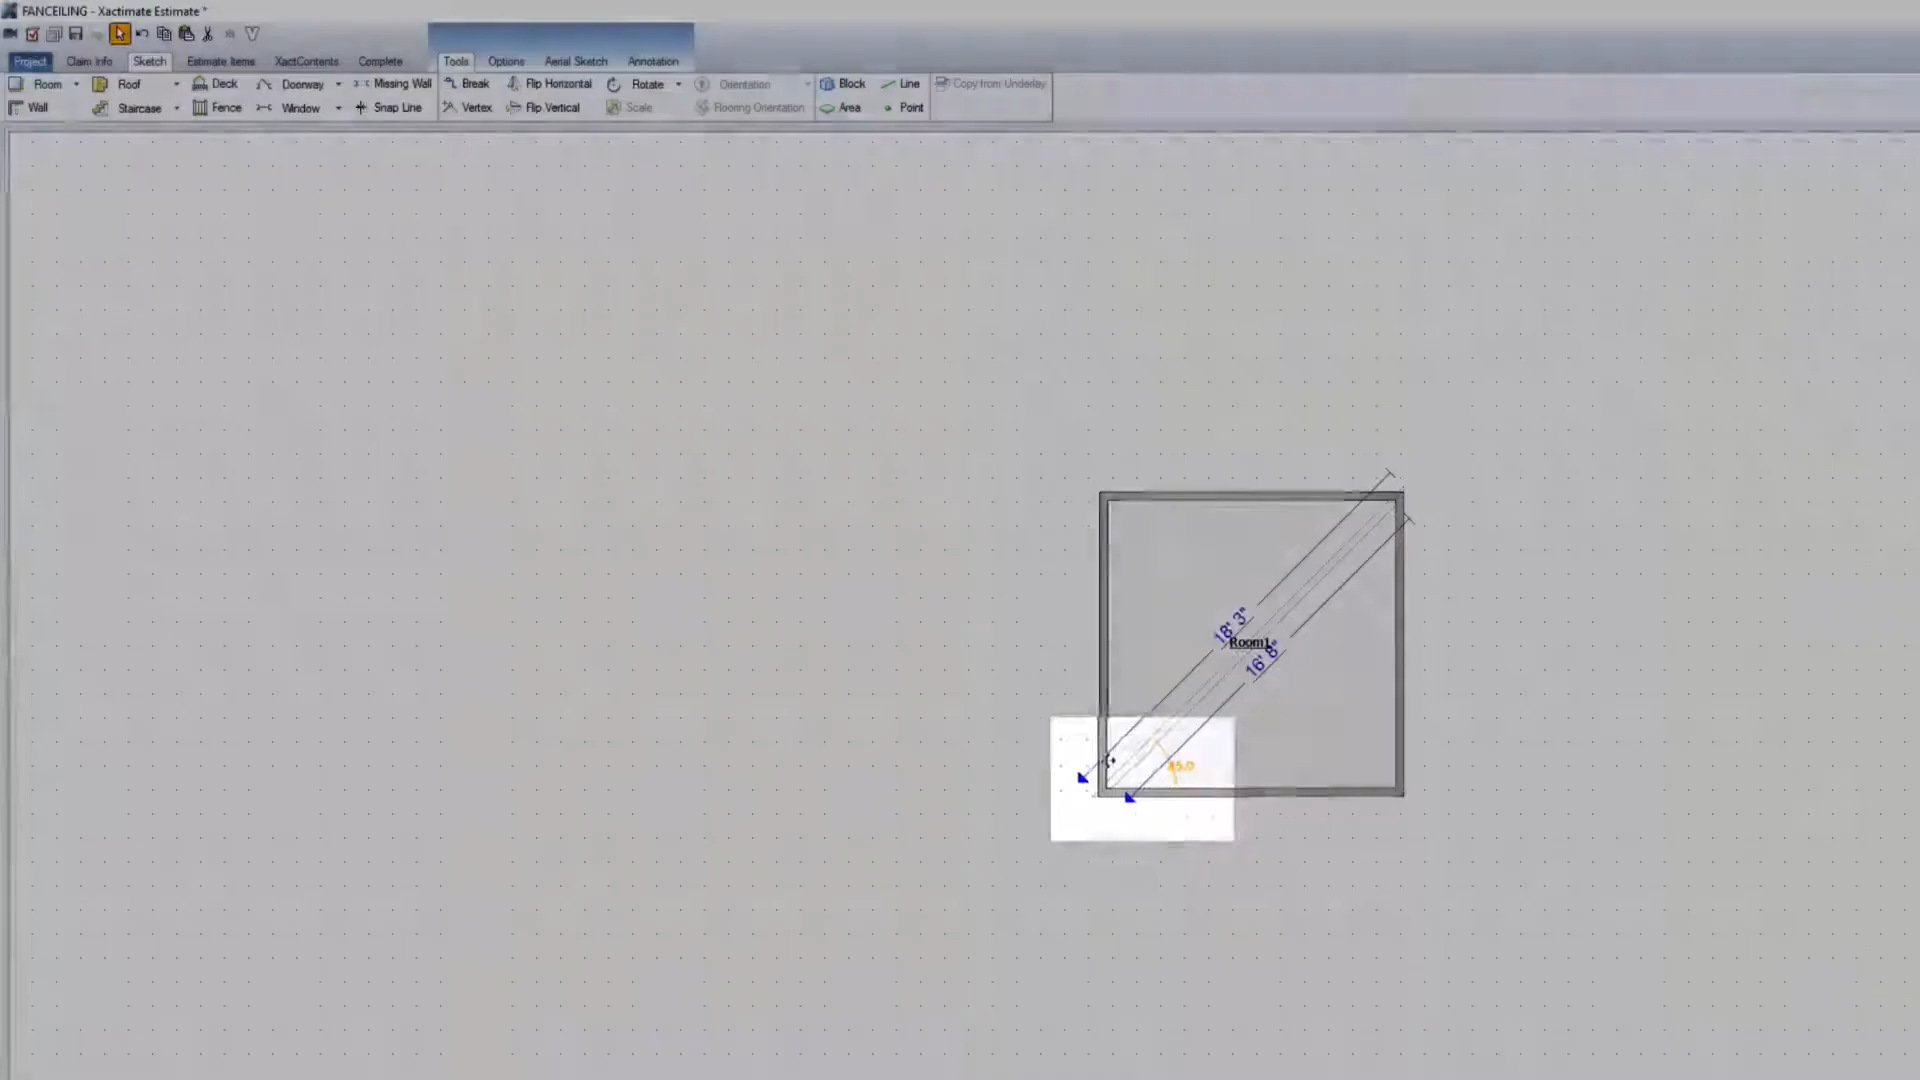 FANCEILING - Xactimate Estimate *
Project Claim Info Sketch Estimate Items XactContents Complete Tools Options Aerial Sketch Annotation
Room Roof Deck Doorway Missing Wall Break Flip Horizontal Rotate Orientation Block Line Copy from Underlay
Wall Staircase Fence Window Snap Line Vertex Flip Vertical Scale Flooring Orientation Area Point
18' 3"
Room1
16' 8"